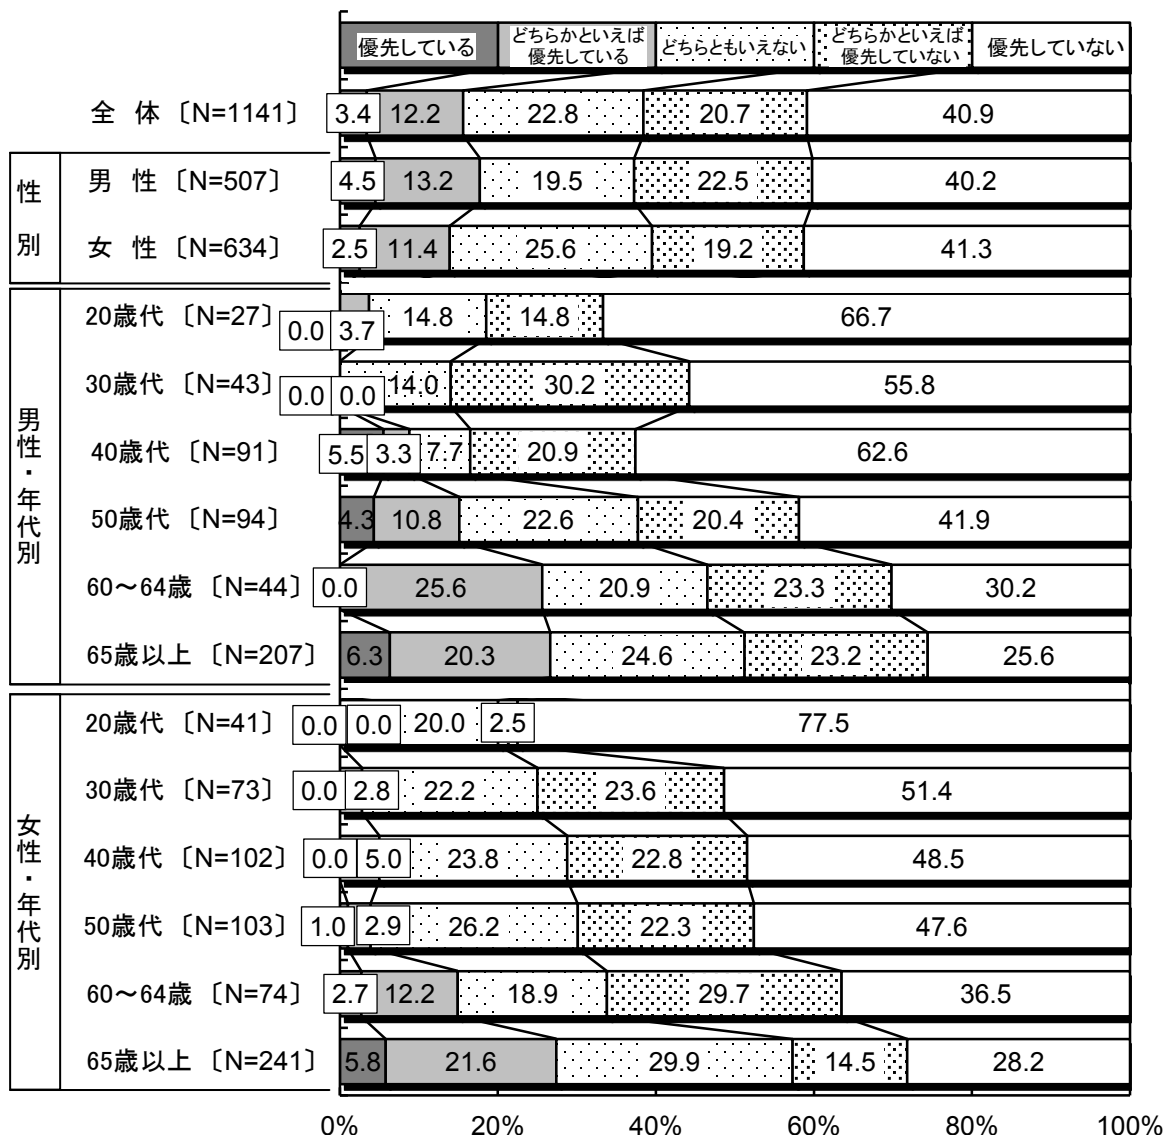 優先している
どちらかといえば
優先している
どちらともいえない
どちらかといえば
優先していない
優先していない
全 体 〔N=1141〕 3.4 12.2 22.8 20.7 40.9
性別
男 性 〔N=507〕 4.5 13.2 19.5 22.5 40.2
女 性 〔N=634〕 2.5 11.4 25.6 19.2 41.3
男性・年代別
20歳代 〔N=27〕 0.0 3.7 14.8 14.8 66.7
30歳代 〔N=43〕 0.0 0.0 14.0 30.2 55.8
40歳代 〔N=91〕 5.5 3.3 7.7 20.9 62.6
50歳代 〔N=94〕 4.3 10.8 22.6 20.4 41.9
60～64歳 〔N=44〕 0.0 25.6 20.9 23.3 30.2
65歳以上 〔N=207〕 6.3 20.3 24.6 23.2 25.6
女性・年代別
20歳代 〔N=41〕 0.0 0.0 20.0 2.5 77.5
30歳代 〔N=73〕 0.0 2.8 22.2 23.6 51.4
40歳代 〔N=102〕 0.0 5.0 23.8 22.8 48.5
50歳代 〔N=103〕 1.0 2.9 26.2 22.3 47.6
60～64歳 〔N=74〕 2.7 12.2 18.9 29.7 36.5
65歳以上 〔N=241〕 5.8 21.6 29.9 14.5 28.2
0% 20% 40% 60% 80% 100%